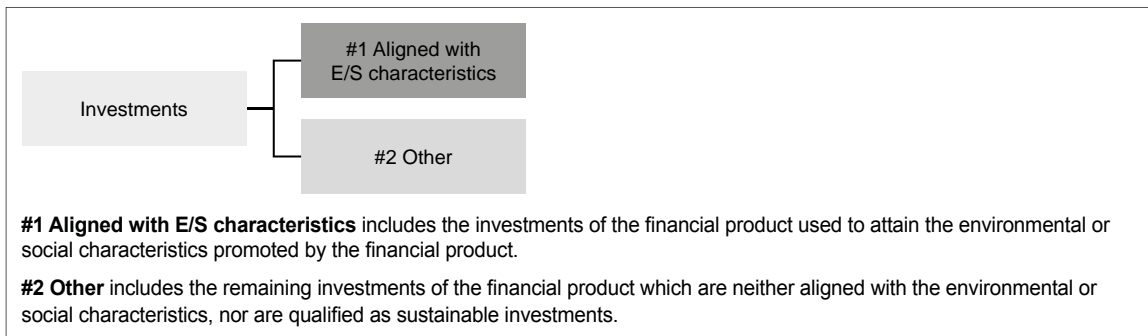 #1 Aligned with
E/S characteristics
Investments
#2 Other
#1 Aligned with E/S characteristics includes the investments of the financial product used to attain the environmental or
social characteristics promoted by the financial product.
#2 Other includes the remaining investments of the financial product which are neither aligned with the environmental or
social characteristics, nor are qualified as sustainable investments.